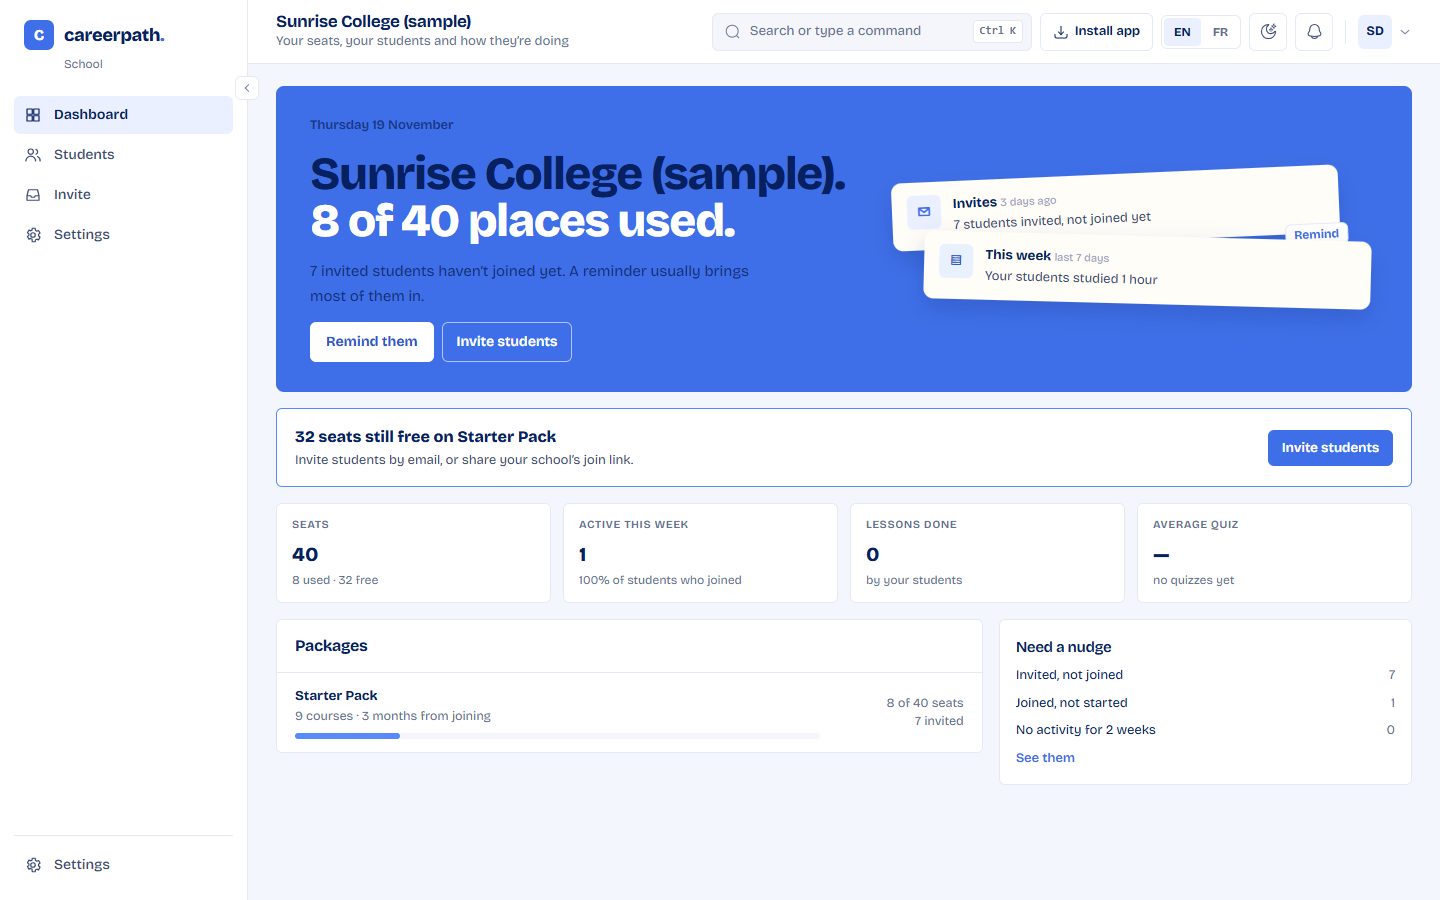 C careerpath.
School
Dashboard
Students
Invite
Settings
Settings
Sunrise College (sample)
Your seats, your students and how they're doing
Search or type a command Ctrl K
Install app
EN FR
SD
Thursday 19 November
Sunrise College (sample).
8 of 40 places used.
7 invited students haven't joined yet. A reminder usually brings
most of them in.
Remind them Invite students
Invites 3 days ago
7 students invited, not joined yet
Remind
This week last 7 days
Your students studied 1 hour
32 seats still free on Starter Pack
Invite students by email, or share your school's join link.
Invite students
SEATS
40
8 used · 32 free
ACTIVE THIS WEEK
1
100% of students who joined
LESSONS DONE
0
by your students
AVERAGE QUIZ
—
no quizzes yet
Packages
Starter Pack
9 courses · 3 months from joining
8 of 40 seats
7 invited
Need a nudge
Invited, not joined 7
Joined, not started 1
No activity for 2 weeks 0
See them